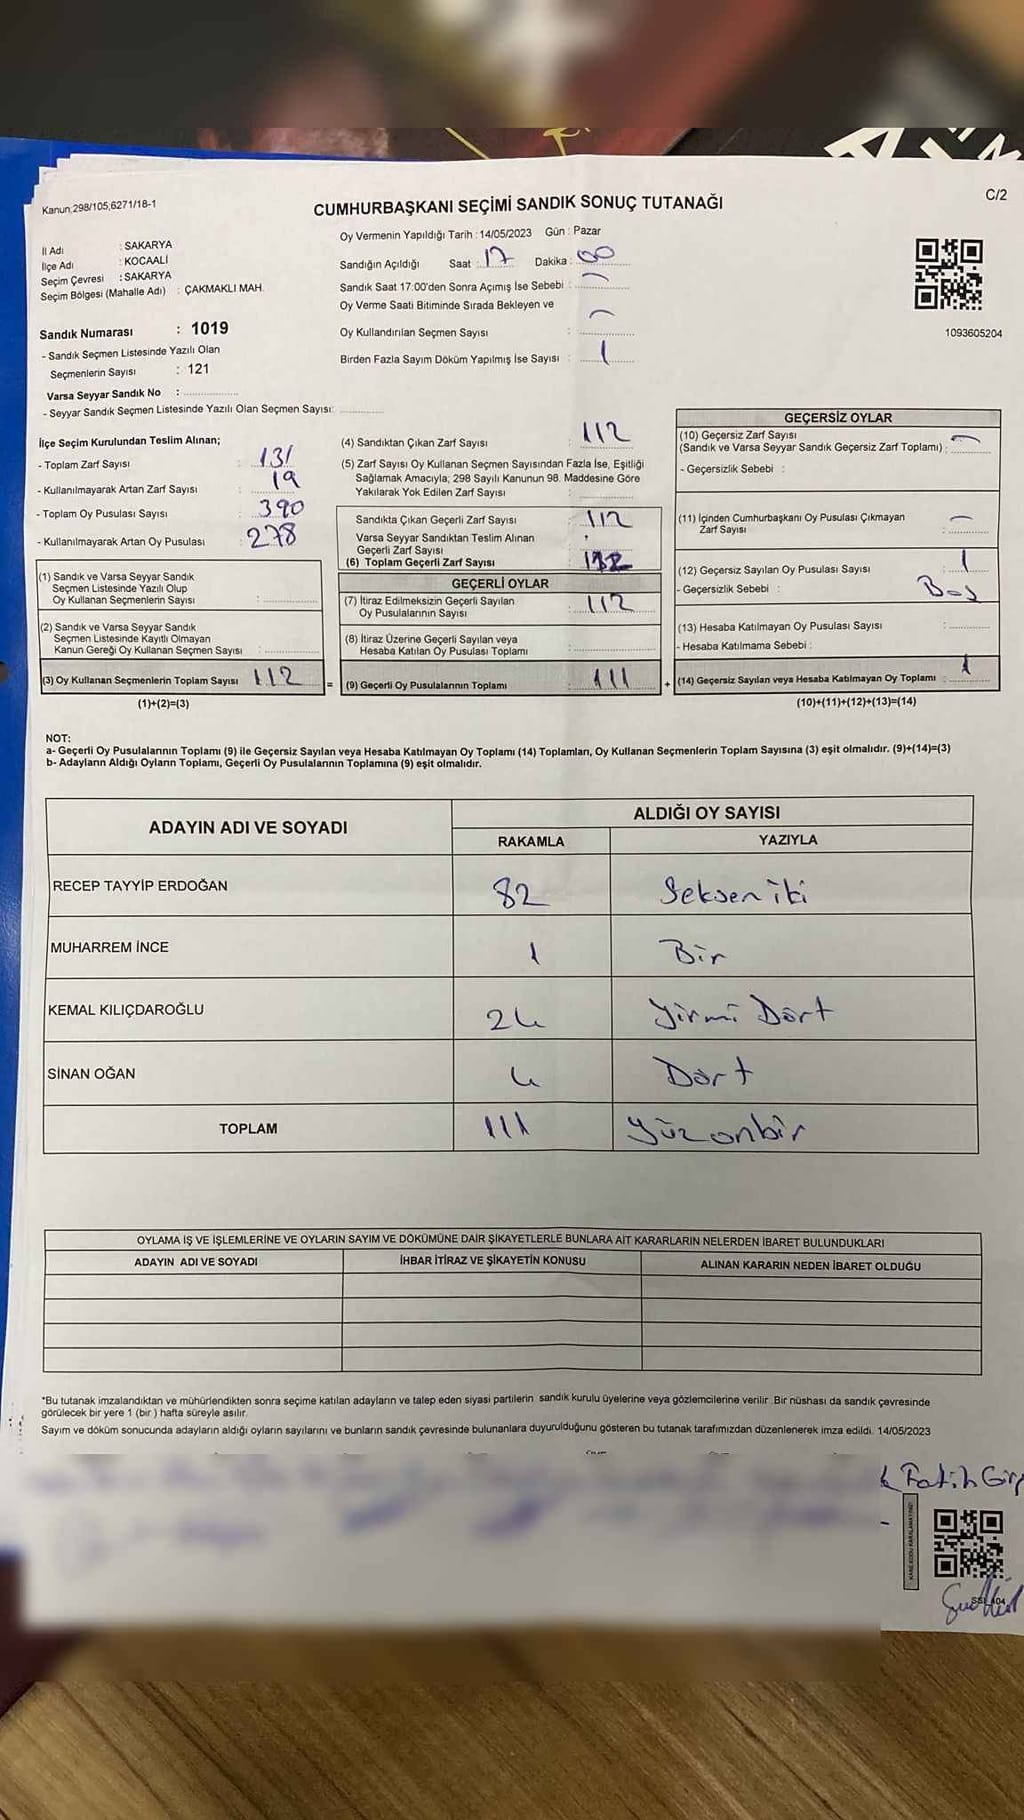 Kanun;298/105;6271/18-1
C/2
CUMHURBAŞKANI SEÇİMİ SANDIK SONUÇ TUTANAĞI
Oy Vermenin Yapıldığı Tarih : 14/05/2023 Gün : Pazar
İl Adı : SAKARYA
İlçe Adı : KOCAALİ
Seçim Çevresi : SAKARYA
Seçim Bölgesi (Mahalle Adı) : ÇAKMAKLI MAH.
Sandığın Açıldığı Saat : 17 Dakika : 00
Sandık Saat 17:00'den Sonra Açımış İse Sebebi : —
Oy Verme Saati Bitiminde Sırada Bekleyen ve
Oy Kullandırılan Seçmen Sayısı : —
Birden Fazla Sayım Döküm Yapılmış İse Sayısı : 1
1093605204
Sandık Numarası : 1019
- Sandık Seçmen Listesinde Yazılı Olan
Seçmenlerin Sayısı : 121
Varsa Seyyar Sandık No :
- Seyyar Sandık Seçmen Listesinde Yazılı Olan Seçmen Sayısı:
İlçe Seçim Kurulundan Teslim Alınan;
- Toplam Zarf Sayısı : 131
- Kullanılmayarak Artan Zarf Sayısı : 19
- Toplam Oy Pusulası Sayısı : 390
- Kullanılmayarak Artan Oy Pusulası : 278
(1) Sandık ve Varsa Seyyar Sandık
Seçmen Listesinde Yazılı Olup
Oy Kullanan Seçmenlerin Sayısı :
(2) Sandık ve Varsa Seyyar Sandık
Seçmen Listesinde Kayıtlı Olmayan
Kanun Gereği Oy Kullanan Seçmen Sayısı :
(3) Oy Kullanan Seçmenlerin Toplam Sayısı 112 =
(1)+(2)=(3)
(4) Sandıktan Çıkan Zarf Sayısı : 112
(5) Zarf Sayısı Oy Kullanan Seçmen Sayısından Fazla İse, Eşitliği
Sağlamak Amacıyla; 298 Sayılı Kanunun 98. Maddesine Göre
Yakılarak Yok Edilen Zarf Sayısı :
Sandıkta Çıkan Geçerli Zarf Sayısı : 112
Varsa Seyyar Sandıktan Teslim Alınan
Geçerli Zarf Sayısı :
(6) Toplam Geçerli Zarf Sayısı : 112
GEÇERLİ OYLAR
(7) İtiraz Edilmeksizin Geçerli Sayılan
Oy Pusulalarının Sayısı : 112
(8) İtiraz Üzerine Geçerli Sayılan veya
Hesaba Katılan Oy Pusulası Toplamı :
(9) Geçerli Oy Pusulalarının Toplamı : 111 +
GEÇERSİZ OYLAR
(10) Geçersiz Zarf Sayısı
(Sandık ve Varsa Seyyar Sandık Geçersiz Zarf Toplamı) : —
- Geçersizlik Sebebi :
(11) İçinden Cumhurbaşkanı Oy Pusulası Çıkmayan
Zarf Sayısı : —
(12) Geçersiz Sayılan Oy Pusulası Sayısı : 1
- Geçersizlik Sebebi : Boş
(13) Hesaba Katılmayan Oy Pusulası Sayısı :
- Hesaba Katılmama Sebebi :
(14) Geçersiz Sayılan veya Hesaba Katılmayan Oy Toplamı : 1
(10)+(11)+(12)+(13)=(14)
NOT:
a- Geçerli Oy Pusulalarının Toplamı (9) ile Geçersiz Sayılan veya Hesaba Katılmayan Oy Toplamı (14) Toplamları, Oy Kullanan Seçmenlerin Toplam Sayısına (3) eşit olmalıdır. (9)+(14)=(3)
b- Adayların Aldığı Oyların Toplamı, Geçerli Oy Pusulalarının Toplamına (9) eşit olmalıdır.
ADAYIN ADI VE SOYADI ALDIĞI OY SAYISI
RAKAMLA YAZIYLA
RECEP TAYYİP ERDOĞAN 82 Seksen iki
MUHARREM İNCE 1 Bir
KEMAL KILIÇDAROĞLU 24 Yirmi Dört
SİNAN OĞAN 4 Dört
TOPLAM 111 Yüzonbir
OYLAMA İŞ VE İŞLEMLERİNE VE OYLARIN SAYIM VE DÖKÜMÜNE DAİR ŞİKAYETLERLE BUNLARA AİT KARARLARIN NELERDEN İBARET BULUNDUKLARI
ADAYIN ADI VE SOYADI İHBAR İTİRAZ VE ŞİKAYETİN KONUSU ALINAN KARARIN NEDEN İBARET OLDUĞU
*Bu tutanak imzalandıktan ve mühürlendikten sonra seçime katılan adayların ve talep eden siyasi partilerin sandık kurulu üyelerine veya gözlemcilerine verilir. Bir nüshası da sandık çevresinde
görülecek bir yere 1 (bir) hafta süreyle asılır.
Sayım ve döküm sonucunda adayların aldığı oyların sayılarını ve bunların sandık çevresinde bulunanlara duyurulduğunu gösteren bu tutanak tarafımızdan düzenlenerek imza edildi. 14/05/2023
Fatih